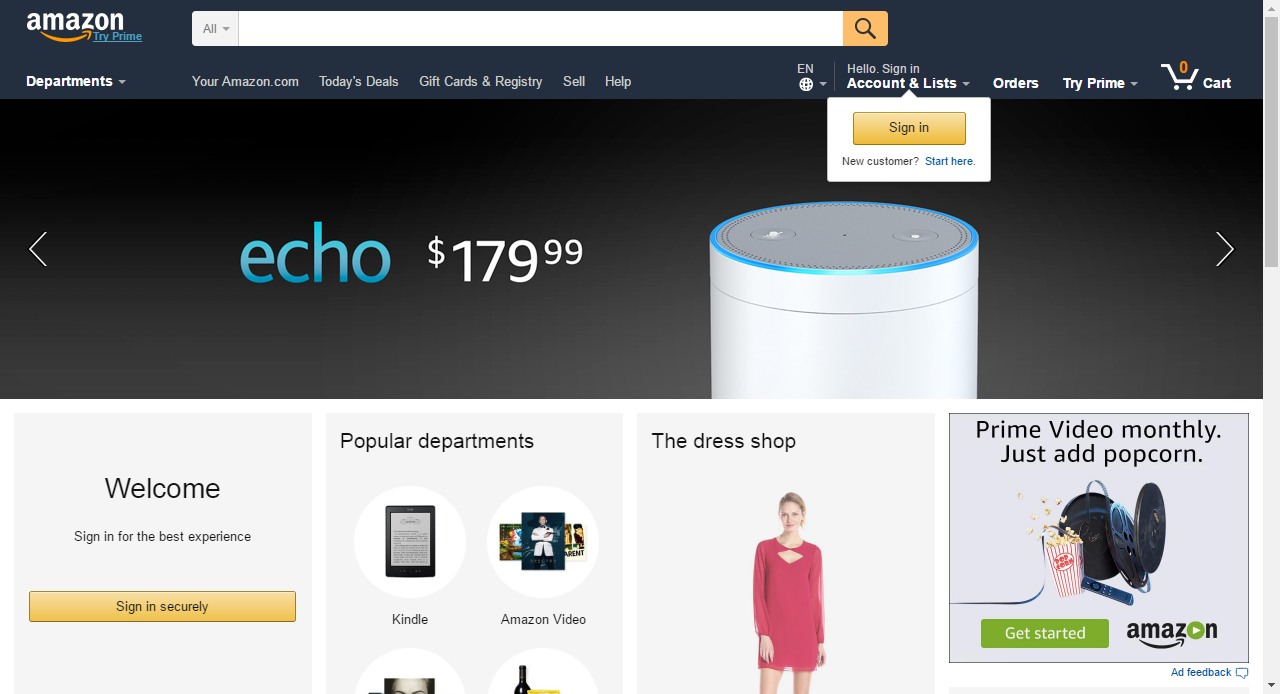 amazon
Try Prime
All
Departments
Your Amazon.com
Today's Deals
Gift Cards & Registry
Sell
Help
EN
Hello. Sign in
Account & Lists
Orders
Try Prime
0
Cart
Sign in
New customer? Start here.
echo $179 99
Welcome
Sign in for the best experience
Sign in securely
Popular departments
Kindle
Amazon Video
The dress shop
Prime Video monthly.
Just add popcorn.
Get started
amazon
Ad feedback